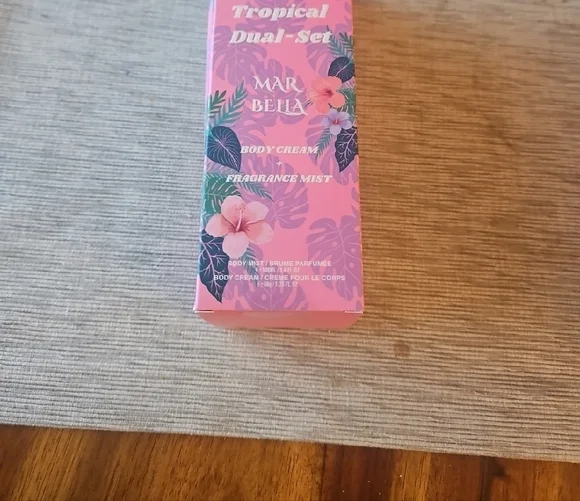 Tropical
Dual-Set
MAR
BELLA
BODY CREAM
+
FRAGRANCE MIST
BODY MIST / BRUME PARFUMÉE
BODY CREAM / CRÈME POUR LE CORPS